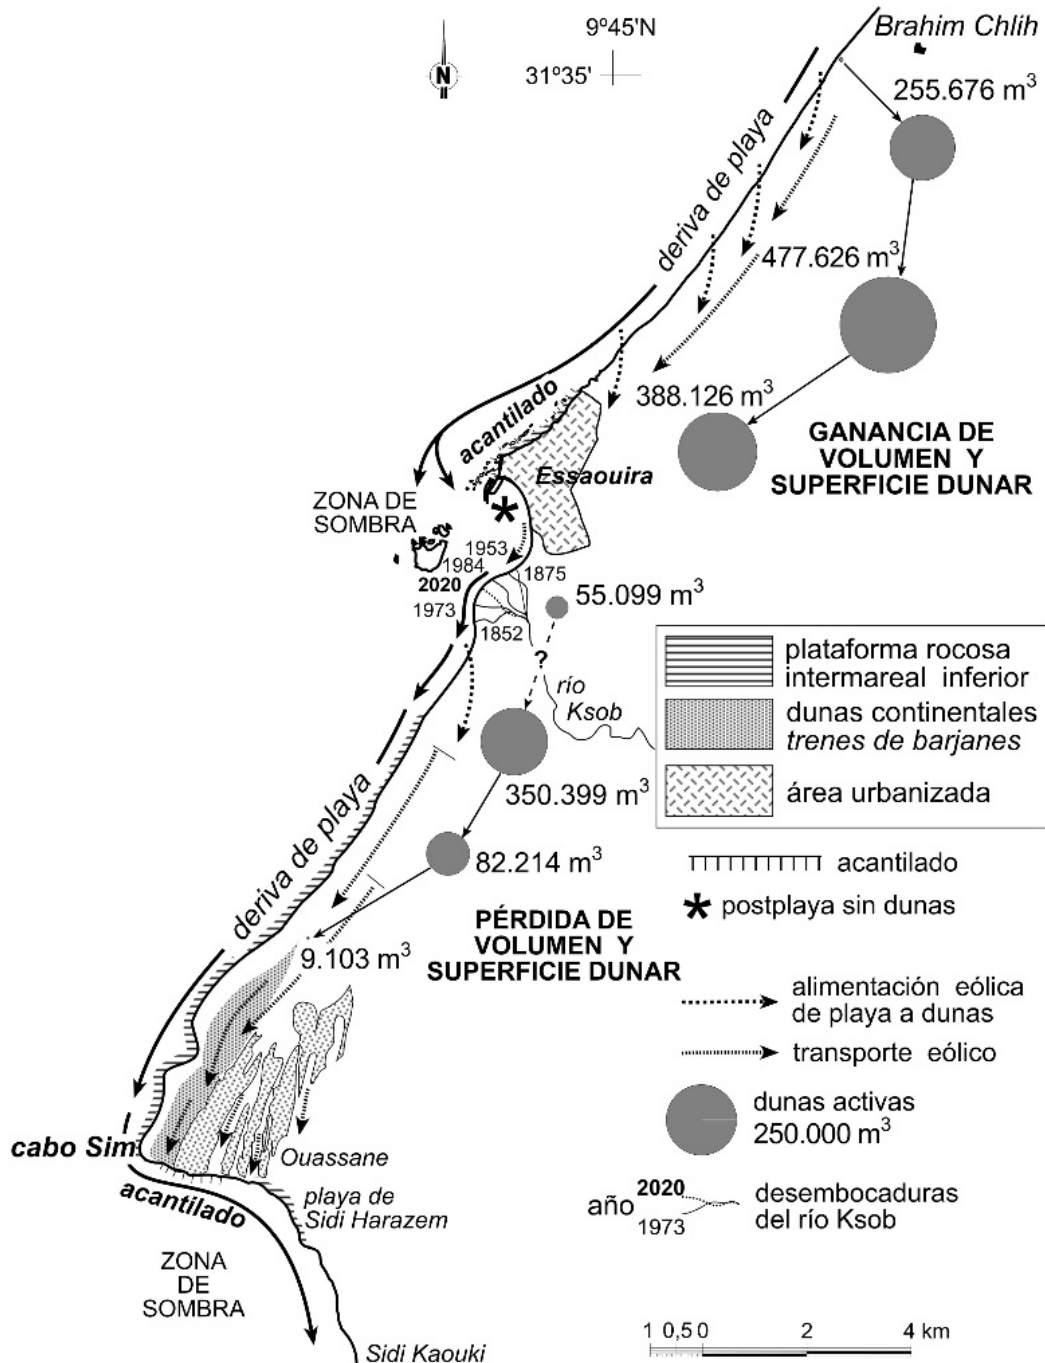 9º45'N
31º35'
N
Brahim Chlih
255.676 m³
deriva de playa
477.626 m³
388.126 m³
acantilado
GANANCIA DE
VOLUMEN Y
SUPERFICIE DUNAR
Essaouira
ZONA DE
SOMBRA
*
1953
1984
2020
1973
1875
1852
55.099 m³
?
río
Ksob
350.399 m³
82.214 m³
deriva de playa
PÉRDIDA DE
VOLUMEN Y
SUPERFICIE DUNAR
9.103 m³
cabo Sim
acantilado
Ouassane
playa de
Sidi Harazem
ZONA
DE
SOMBRA
Sidi Kaouki
plataforma rocosa
intermareal inferior
dunas continentales
trenes de barjanes
área urbanizada
acantilado
* postplaya sin dunas
alimentación eólica
de playa a dunas
transporte eólico
dunas activas
250.000 m³
año 2020
1973
desembocaduras
del río Ksob
1 0,5 0 2 4 km